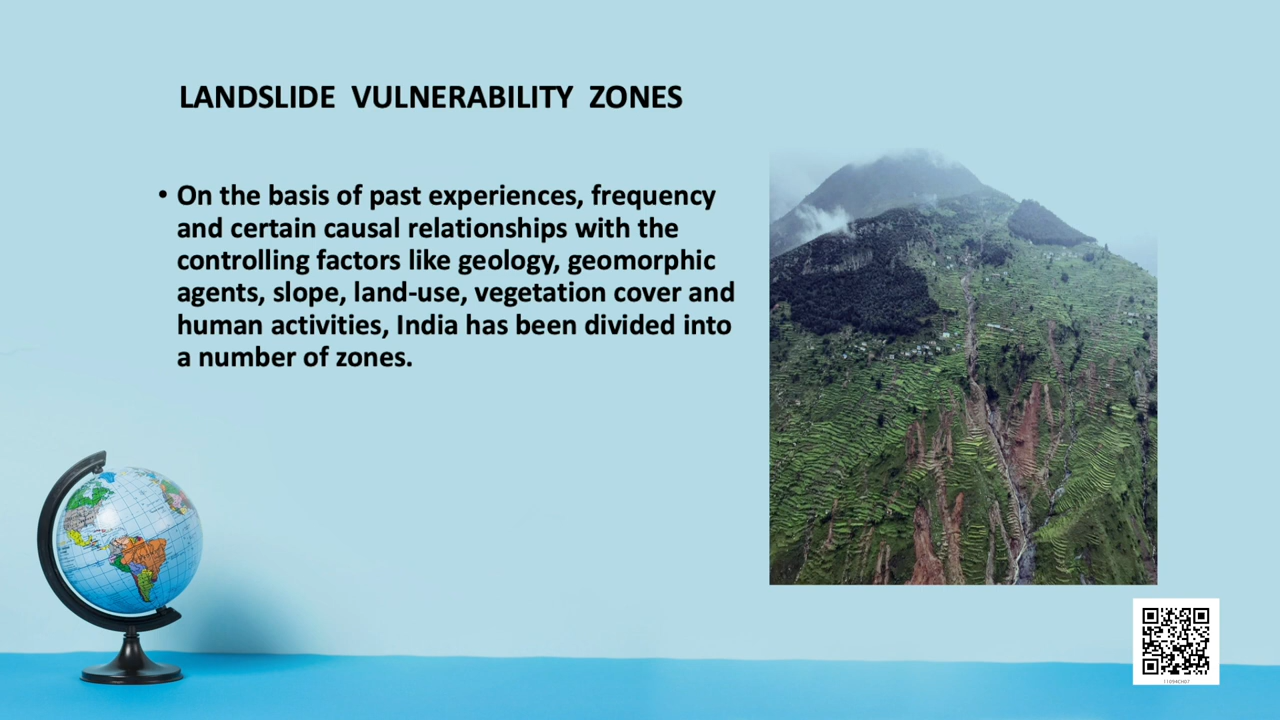 LANDSLIDE VULNERABILITY ZONES
• On the basis of past experiences, frequency
and certain causal relationships with the
controlling factors like geology, geomorphic
agents, slope, land-use, vegetation cover and
human activities, India has been divided into
a number of zones.